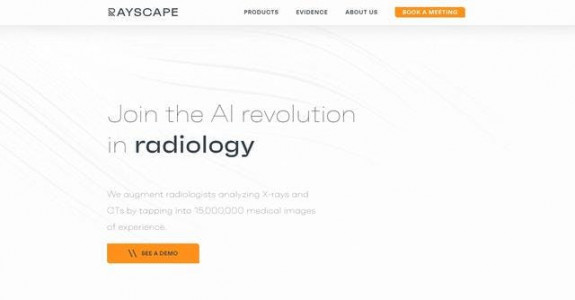 RAYSCAPE
PRODUCTS EVIDENCE ABOUT US BOOK A MEETING
Join the AI revolution
in radiology
We augment radiologists analyzing X-rays and
CTs by tapping into 15,000,000 medical images
of experience.
SEE A DEMO